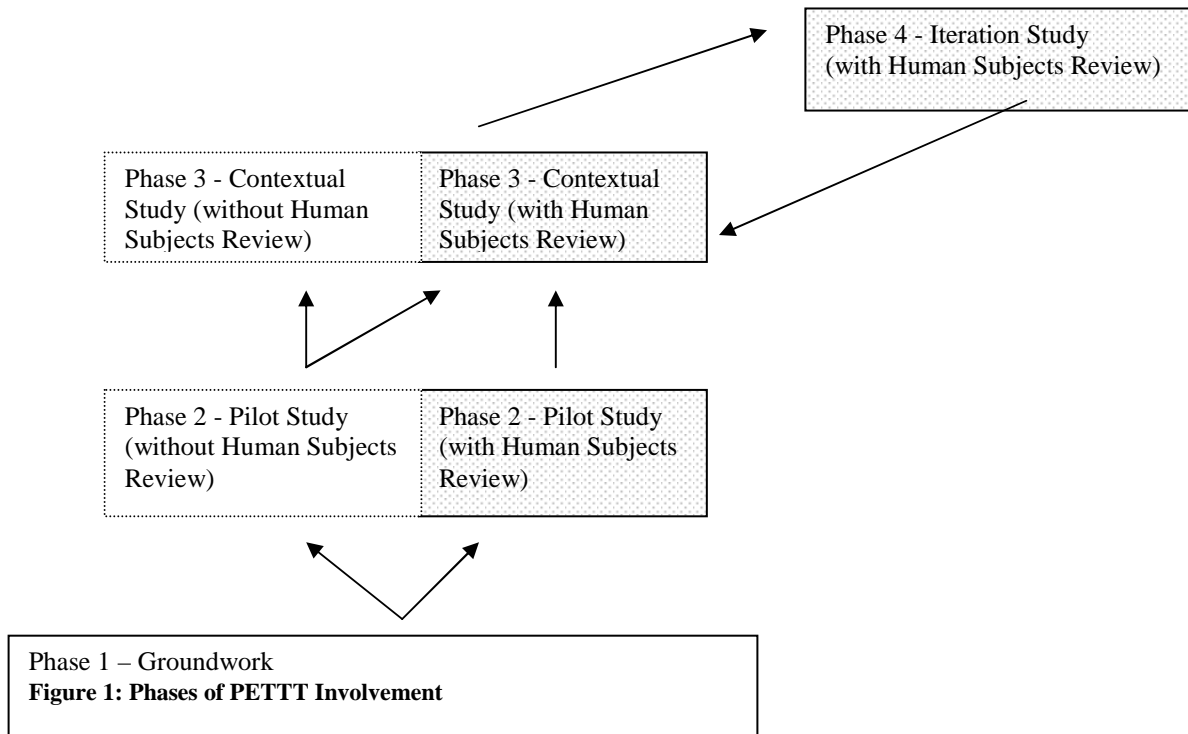 Phase 4 - Iteration Study
(with Human Subjects Review)
Phase 3 - Contextual
Study (without Human
Subjects Review)
Phase 3 - Contextual
Study (with Human
Subjects Review)
Phase 2 - Pilot Study
(without Human Subjects
Review)
Phase 2 - Pilot Study
(with Human Subjects
Review)
Phase 1 – Groundwork
Figure 1: Phases of PETTT Involvement